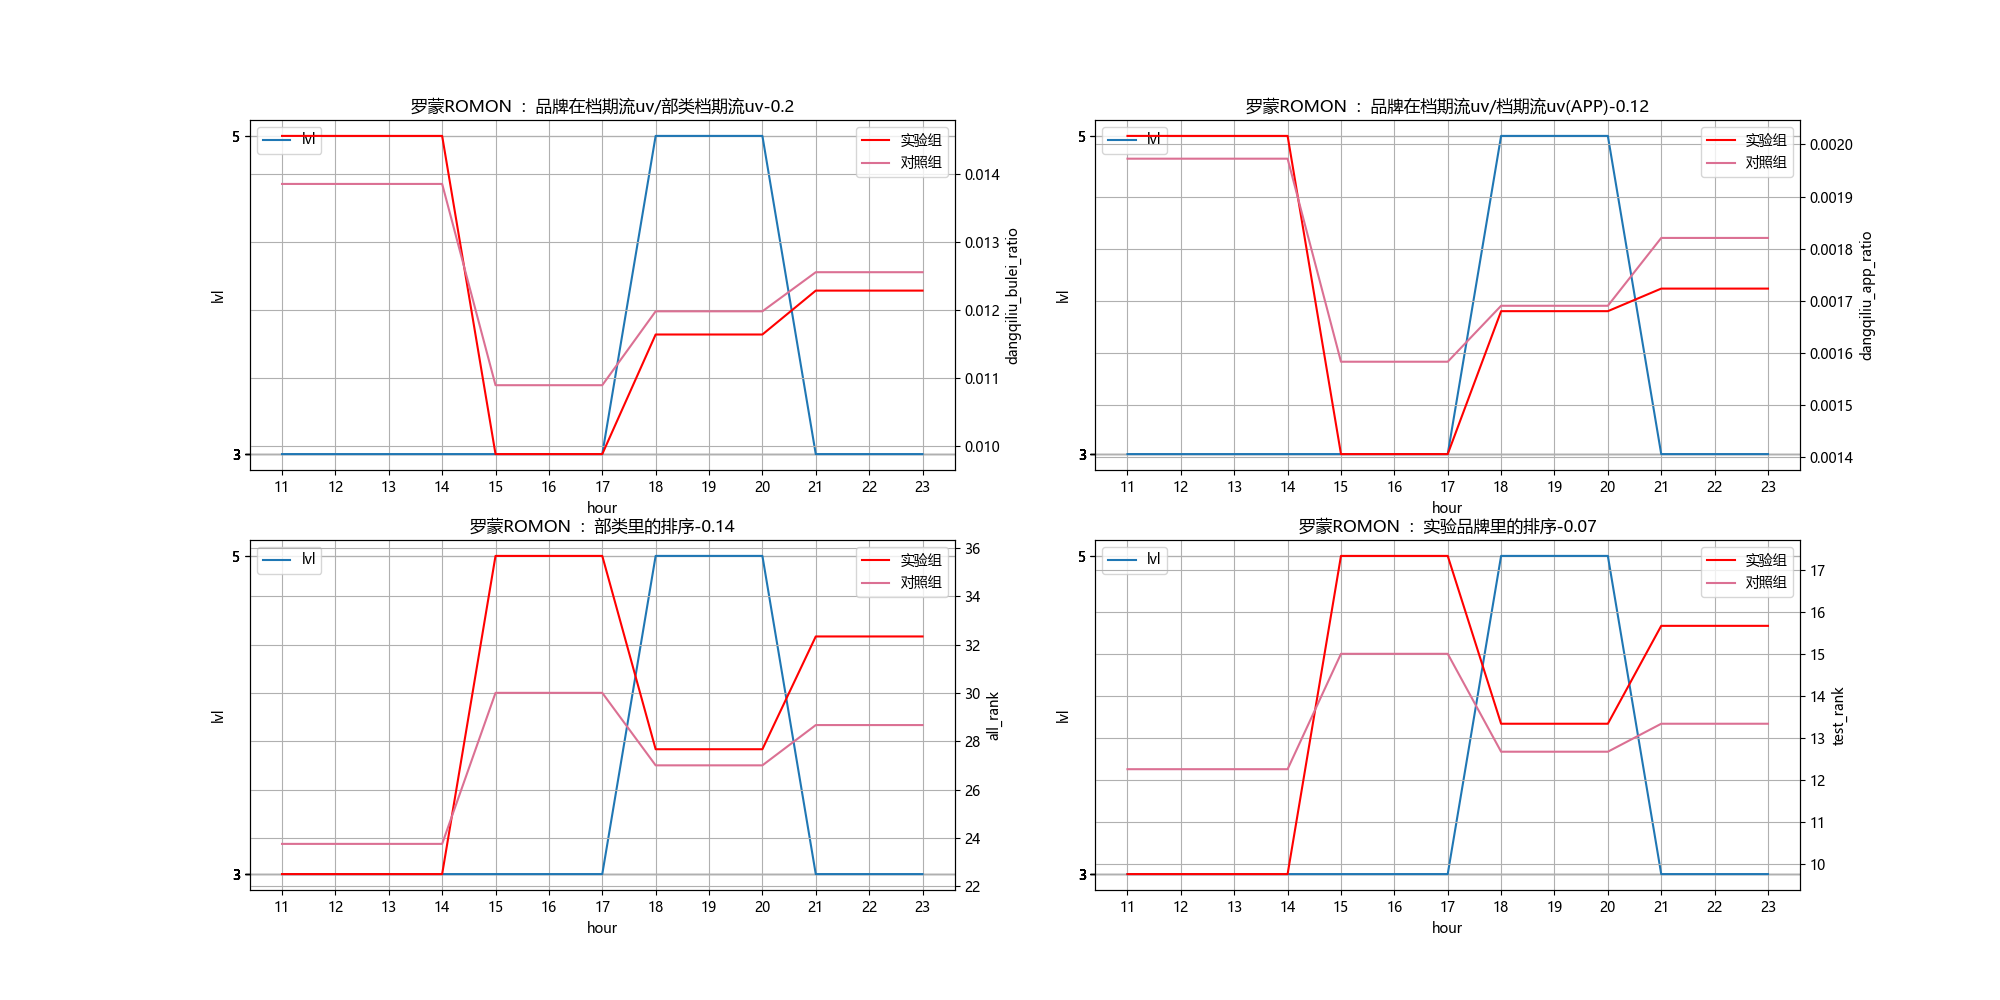 罗蒙ROMON ： 品牌在档期流uv/部类档期流uv-0.2
lvl
实验组
对照组
5
3
lvl
0.014
0.013
0.012
0.011
0.010
dangqiliu_bulei_ratio
11 12 13 14 15 16 17 18 19 20 21 22 23
hour
罗蒙ROMON ： 品牌在档期流uv/档期流uv(APP)-0.12
lvl
实验组
对照组
5
3
lvl
0.0020
0.0019
0.0018
0.0017
0.0016
0.0015
0.0014
dangqiliu_app_ratio
11 12 13 14 15 16 17 18 19 20 21 22 23
hour
罗蒙ROMON ： 部类里的排序-0.14
lvl
实验组
对照组
5
3
lvl
36
34
32
30
28
26
24
22
all_rank
11 12 13 14 15 16 17 18 19 20 21 22 23
hour
罗蒙ROMON ： 实验品牌里的排序-0.07
lvl
实验组
对照组
5
3
lvl
17
16
15
14
13
12
11
10
test_rank
11 12 13 14 15 16 17 18 19 20 21 22 23
hour